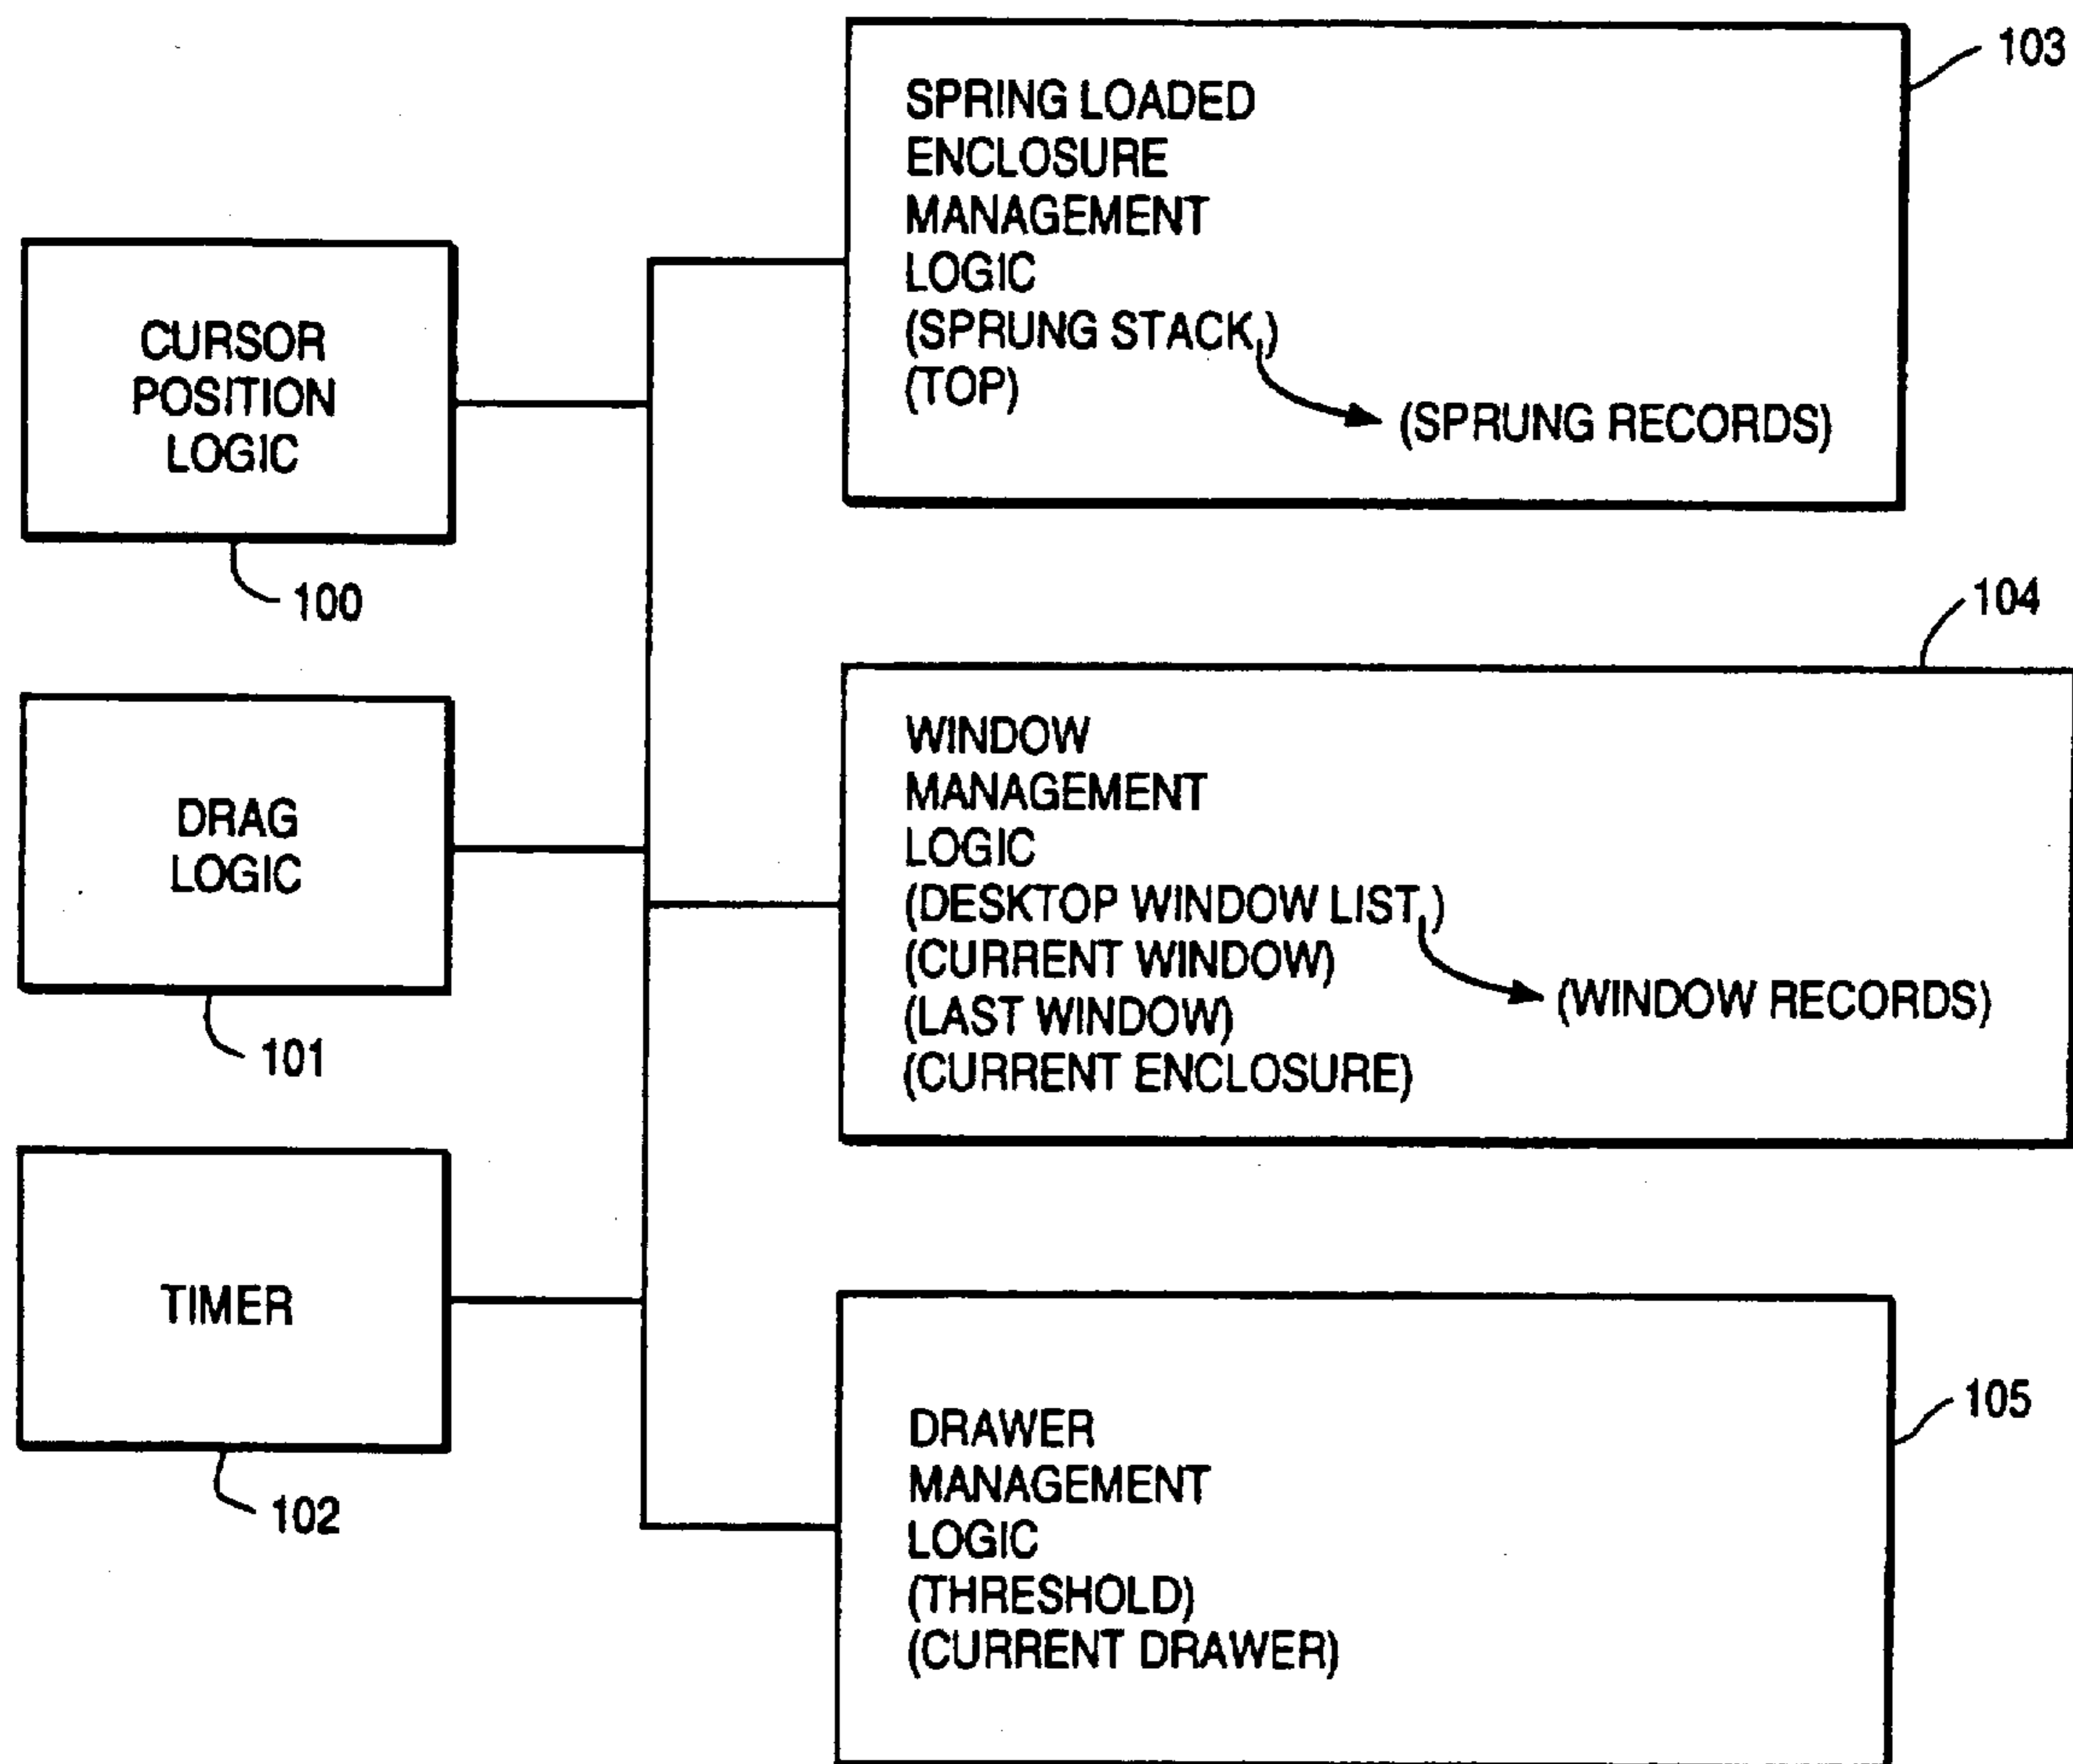 CURSOR
POSITION
LOGIC
100
DRAG
LOGIC
101
TIMER
102
SPRING LOADED
ENCLOSURE
MANAGEMENT
LOGIC
(SPRUNG STACK,)
(TOP)
(SPRUNG RECORDS)
103
WINDOW
MANAGEMENT
LOGIC
(DESKTOP WINDOW LIST,)
(CURRENT WINDOW)
(LAST WINDOW)
(CURRENT ENCLOSURE)
(WINDOW RECORDS)
104
DRAWER
MANAGEMENT
LOGIC
(THRESHOLD)
(CURRENT DRAWER)
105